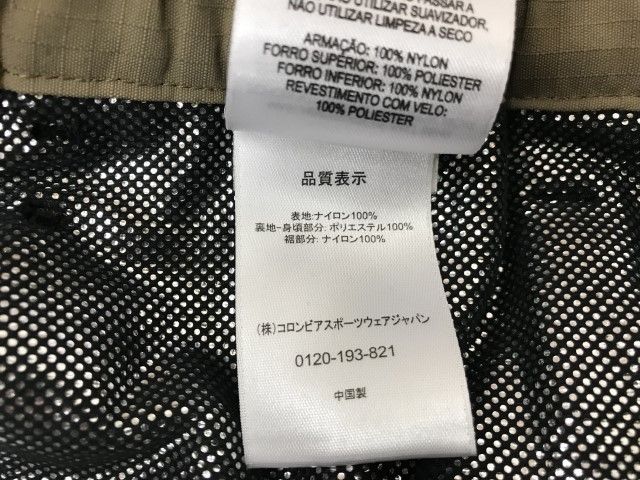 PASSAR A
NÃO UTILIZAR SUAVIZADOR,
NÃO UTILIZAR LIMPEZA A SECO
ARMAÇÃO: 100% NYLON
FORRO SUPERIOR: 100% POLIESTER
FORRO INFERIOR: 100% NYLON
REVESTIMENTO COM VELO:
100% POLIESTER
品質表示
表地:ナイロン100%
裏地-身頃部分: ポリエステル100%
裾部分: ナイロン100%
(株)コロンビアスポーツウェアジャパン
0120-193-821
中国製